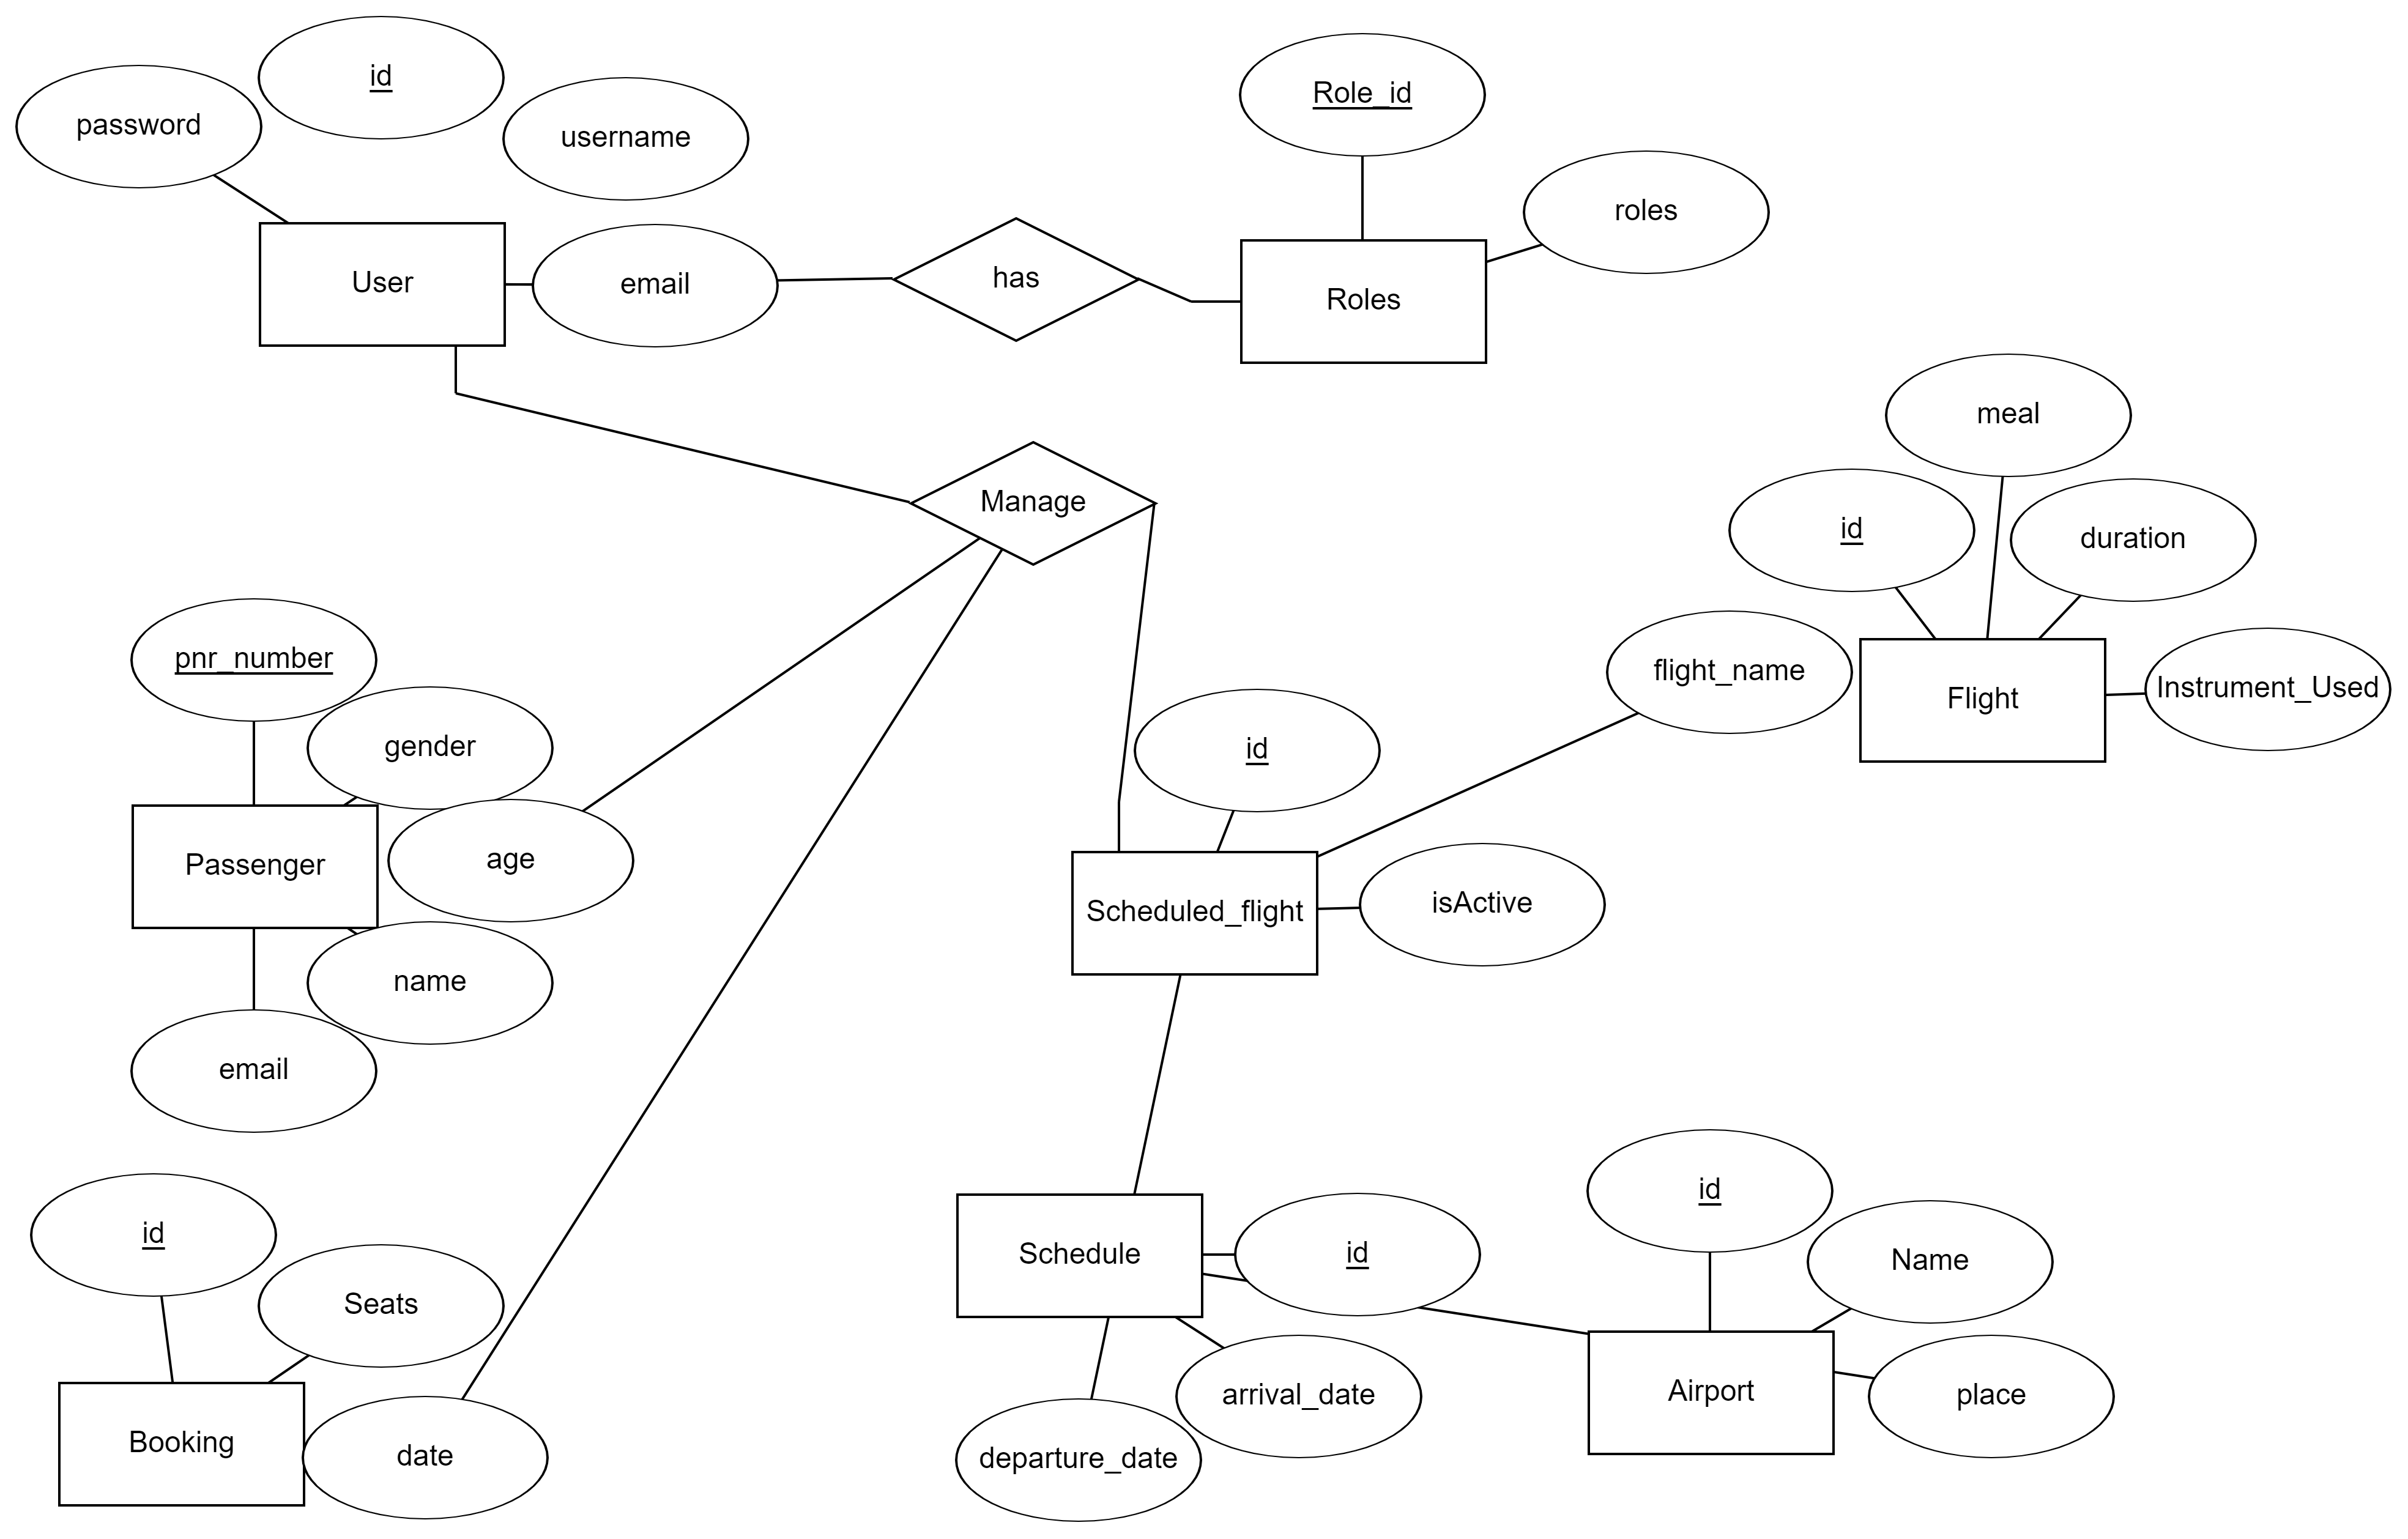 id
password
username
Role_id
roles
User
email
has
Roles
meal
Manage
id
duration
pnr_number
flight_name
Instrument_Used
Flight
gender
id
Passenger
age
Scheduled_flight
isActive
name
email
id
id
Name
Schedule
id
Seats
Airport
arrival_date
place
Booking
date
departure_date